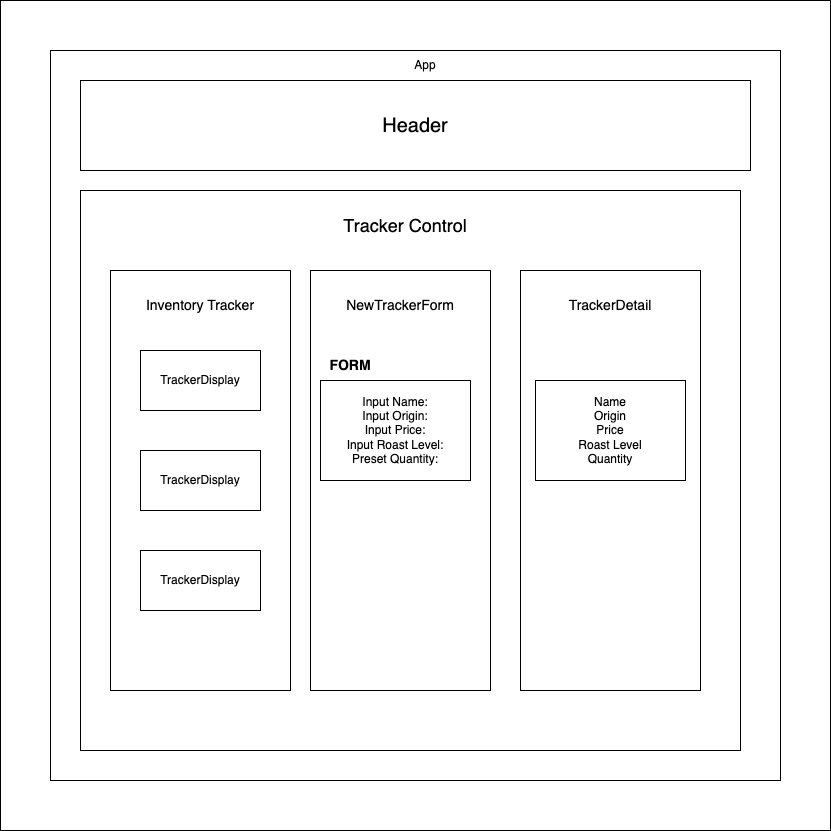 App
Header
Tracker Control
Inventory Tracker
TrackerDisplay
TrackerDisplay
TrackerDisplay
NewTrackerForm
FORM
Input Name:
Input Origin:
Input Price:
Input Roast Level:
Preset Quantity:
TrackerDetail
Name
Origin
Price
Roast Level
Quantity